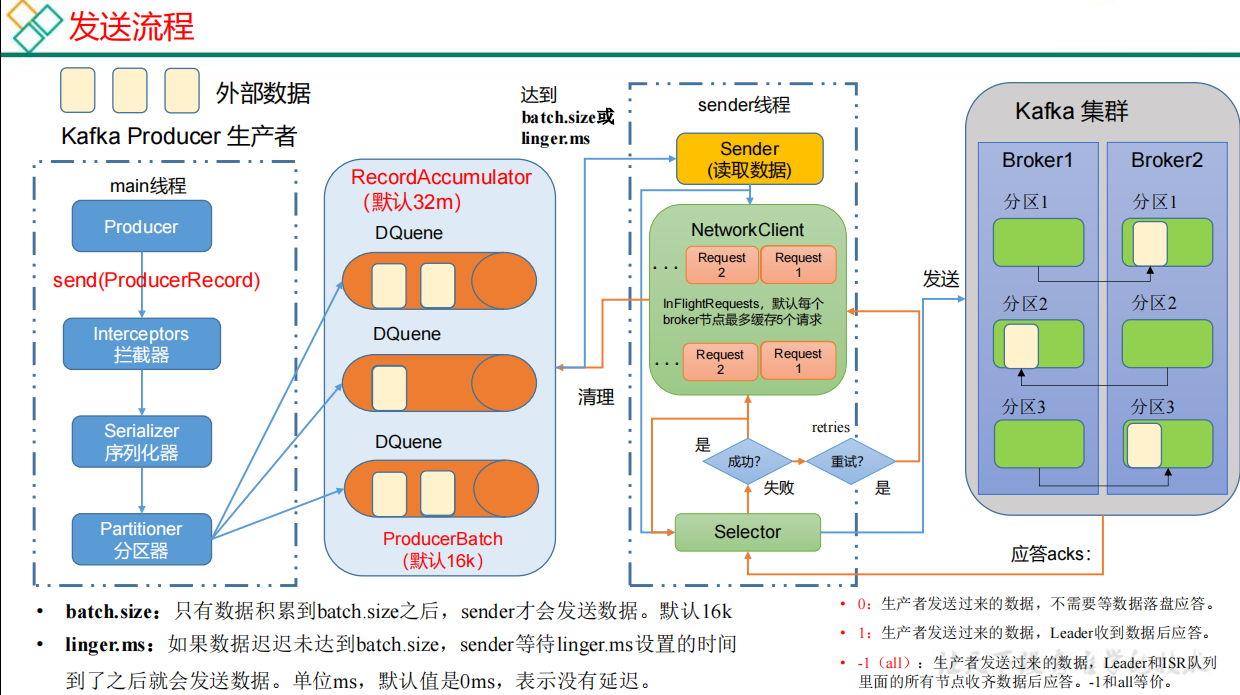 发送流程
外部数据
Kafka Producer 生产者
main线程
Producer
send(ProducerRecord)
Interceptors
拦截器
Serializer
序列化器
Partitioner
分区器
RecordAccumulator
（默认32m）
DQuene
DQuene
DQuene
ProducerBatch
（默认16k）
达到
batch.size或
linger.ms
清理
sender线程
Sender
(读取数据)
NetworkClient
...
Request
2
Request
1
InFlightRequests，默认每个
broker节点最多缓存5个请求
...
Request
2
Request
1
是
成功?
失败
retries
重试?
是
Selector
发送
Kafka 集群
Broker1
分区1
分区2
分区3
Broker2
分区1
分区2
分区3
应答acks：
• batch.size：只有数据积累到batch.size之后，sender才会发送数据。默认16k
• linger.ms：如果数据迟迟未达到batch.size，sender等待linger.ms设置的时间
到了之后就会发送数据。单位ms，默认值是0ms，表示没有延迟。
• 0：生产者发送过来的数据，不需要等数据落盘应答。
• 1：生产者发送过来的数据，Leader收到数据后应答。
• -1（all）：生产者发送过来的数据，Leader和ISR队列
里面的所有节点收齐数据后应答。-1和all等价。